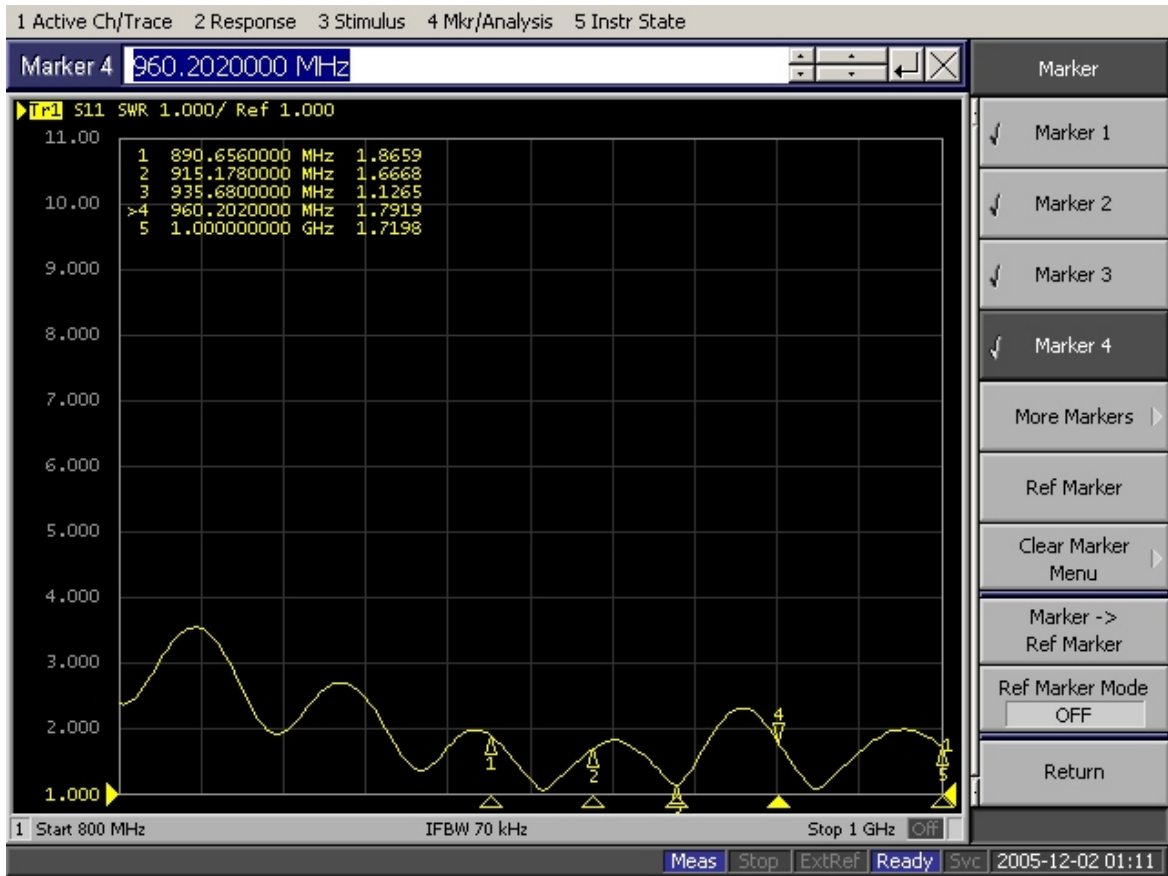 1 Active Ch/Trace 2 Response 3 Stimulus 4 Mkr/Analysis 5 Instr State
Marker 4 960.2020000 MHz
Marker
Tr1 S11 SWR 1.000/ Ref 1.000
11.00
10.00
9.000
8.000
7.000
6.000
5.000
4.000
3.000
2.000
1.000
1 890.6560000 MHz 1.8659
2 915.1780000 MHz 1.6668
3 935.6800000 MHz 1.1265
>4 960.2020000 MHz 1.7919
5 1.000000000 GHz 1.7198
1
2
4
5
Marker 1
Marker 2
Marker 3
Marker 4
More Markers
Ref Marker
Clear Marker
Menu
Marker ->
Ref Marker
Ref Marker Mode
OFF
Return
1 Start 800 MHz IFBW 70 kHz Stop 1 GHz Off
Meas Stop ExtRef Ready Svc 2005-12-02 01:11